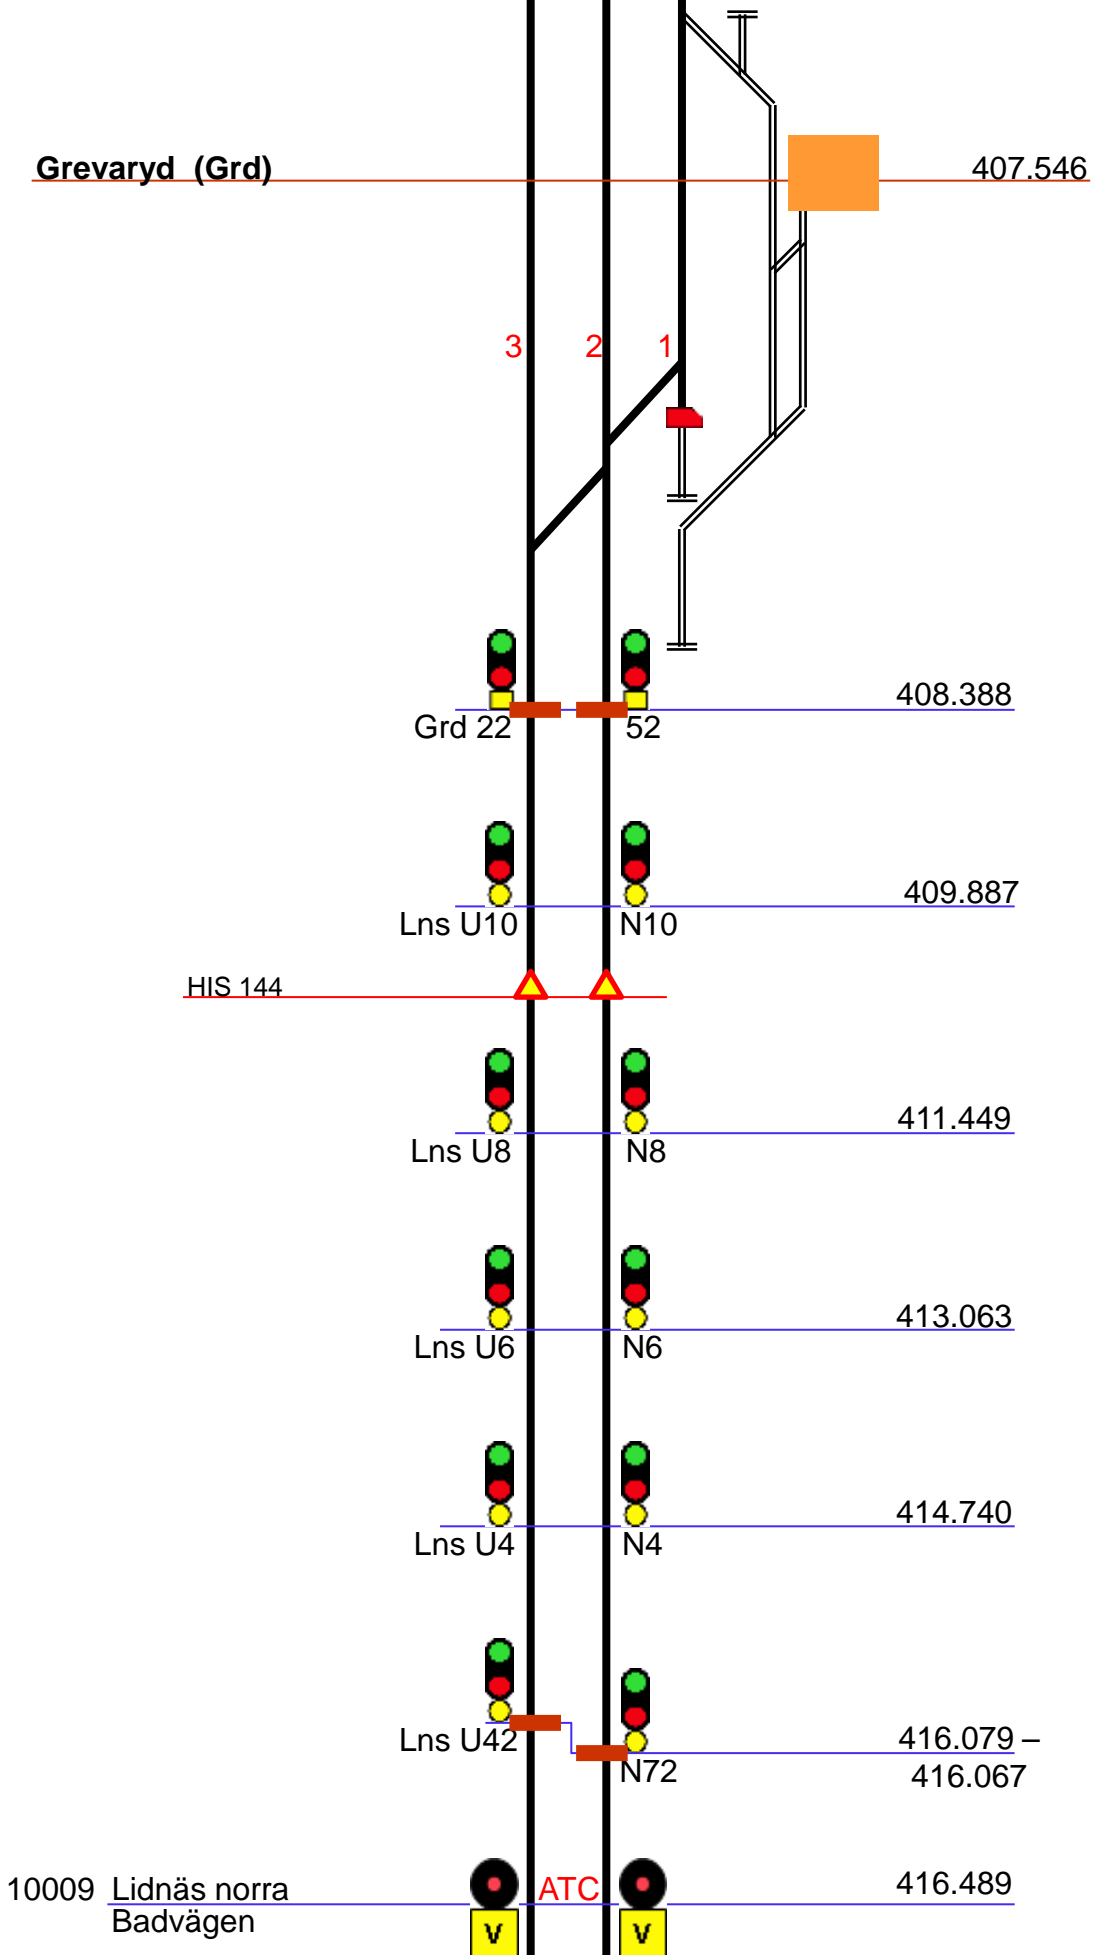 Grevaryd (Grd) 407.546
3 2 1
408.388
Grd 22 52
409.887
Lns U10 N10
HIS 144
411.449
Lns U8 N8
413.063
Lns U6 N6
414.740
Lns U4 N4
416.079 –
Lns U42 N72 416.067
10009 Lidnäs norra ATC 416.489
Badvägen
V V